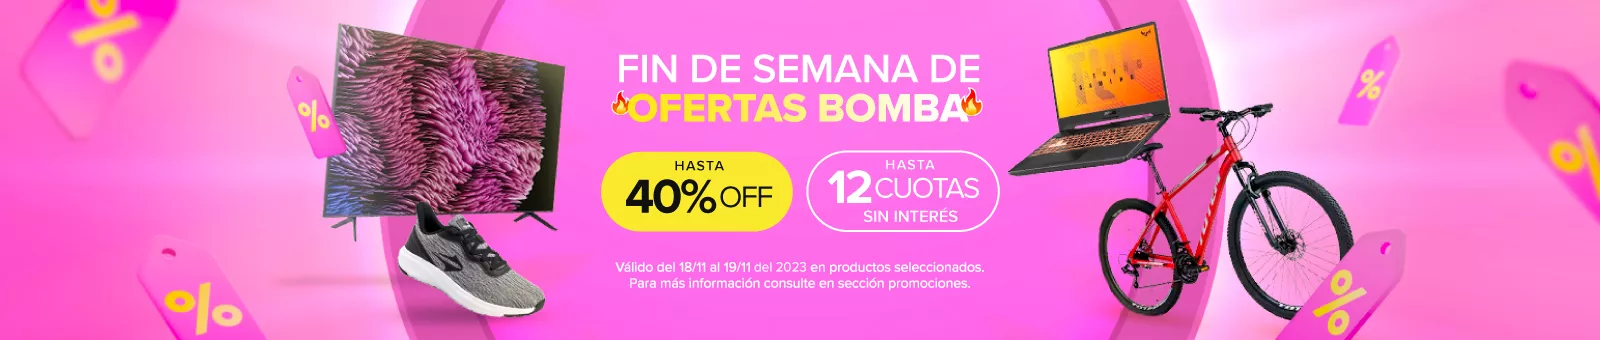 FIN DE SEMANA DE
OFERTAS BOMBA
HASTA
40% OFF
HASTA
12 CUOTAS
SIN INTERÉS
Válido del 18/11 al 19/11 del 2023 en productos seleccionados.
Para más información consulte en sección promociones.
%
%
%
%
%
%
%